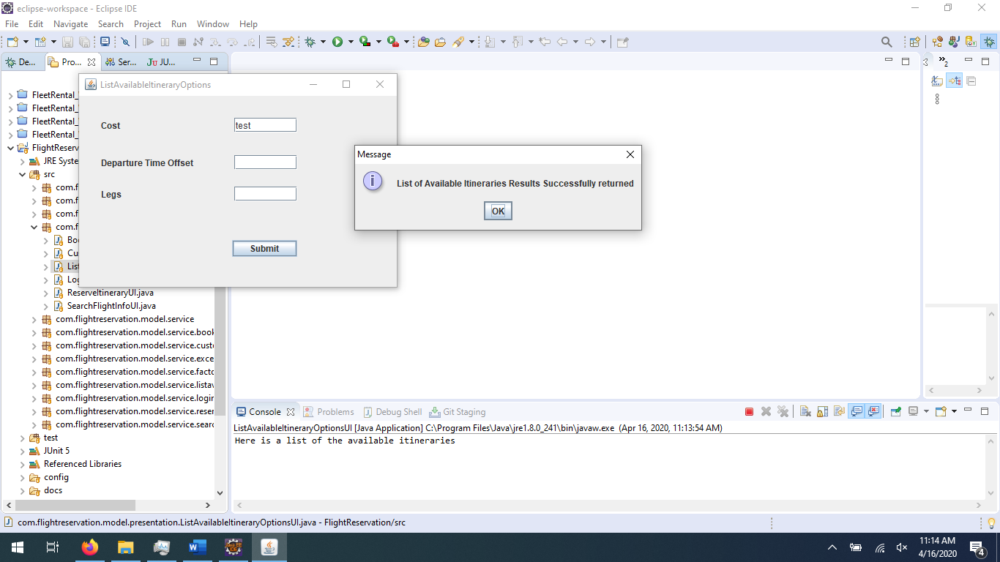 eclipse-workspace - Eclipse IDE
File Edit Navigate Search Project Run Window Help
De... Pro... Ser... JU...
2
ListAvailableItineraryOptions
Cost test
Departure Time Offset
Legs
Submit
Message
List of Available Itineraries Results Successfully returned
OK
FleetRental_
FleetRental_
FleetRental_
FleetRental_
FlightReserv
JRE Syste
src
com.f
com.f
com.f
com.f
Boo
Cu
List
Log
ReserveItineraryUI.java
SearchFlightInfoUI.java
com.flightreservation.model.service
com.flightreservation.model.service.book
com.flightreservation.model.service.custo
com.flightreservation.model.service.exce
com.flightreservation.model.service.facto
com.flightreservation.model.service.listav
com.flightreservation.model.service.login
com.flightreservation.model.service.reser
com.flightreservation.model.service.searc
test
JUnit 5
Referenced Libraries
config
docs
Console Problems Debug Shell Git Staging
ListAvailableItineraryOptionsUI [Java Application] C:\Program Files\Java\jre1.8.0_241\bin\javaw.exe (Apr 16, 2020, 11:13:54 AM)
Here is a list of the available itineraries
com.flightreservation.model.presentation.ListAvailableItineraryOptionsUI.java - FlightReservation/src
11:14 AM
4/16/2020
4